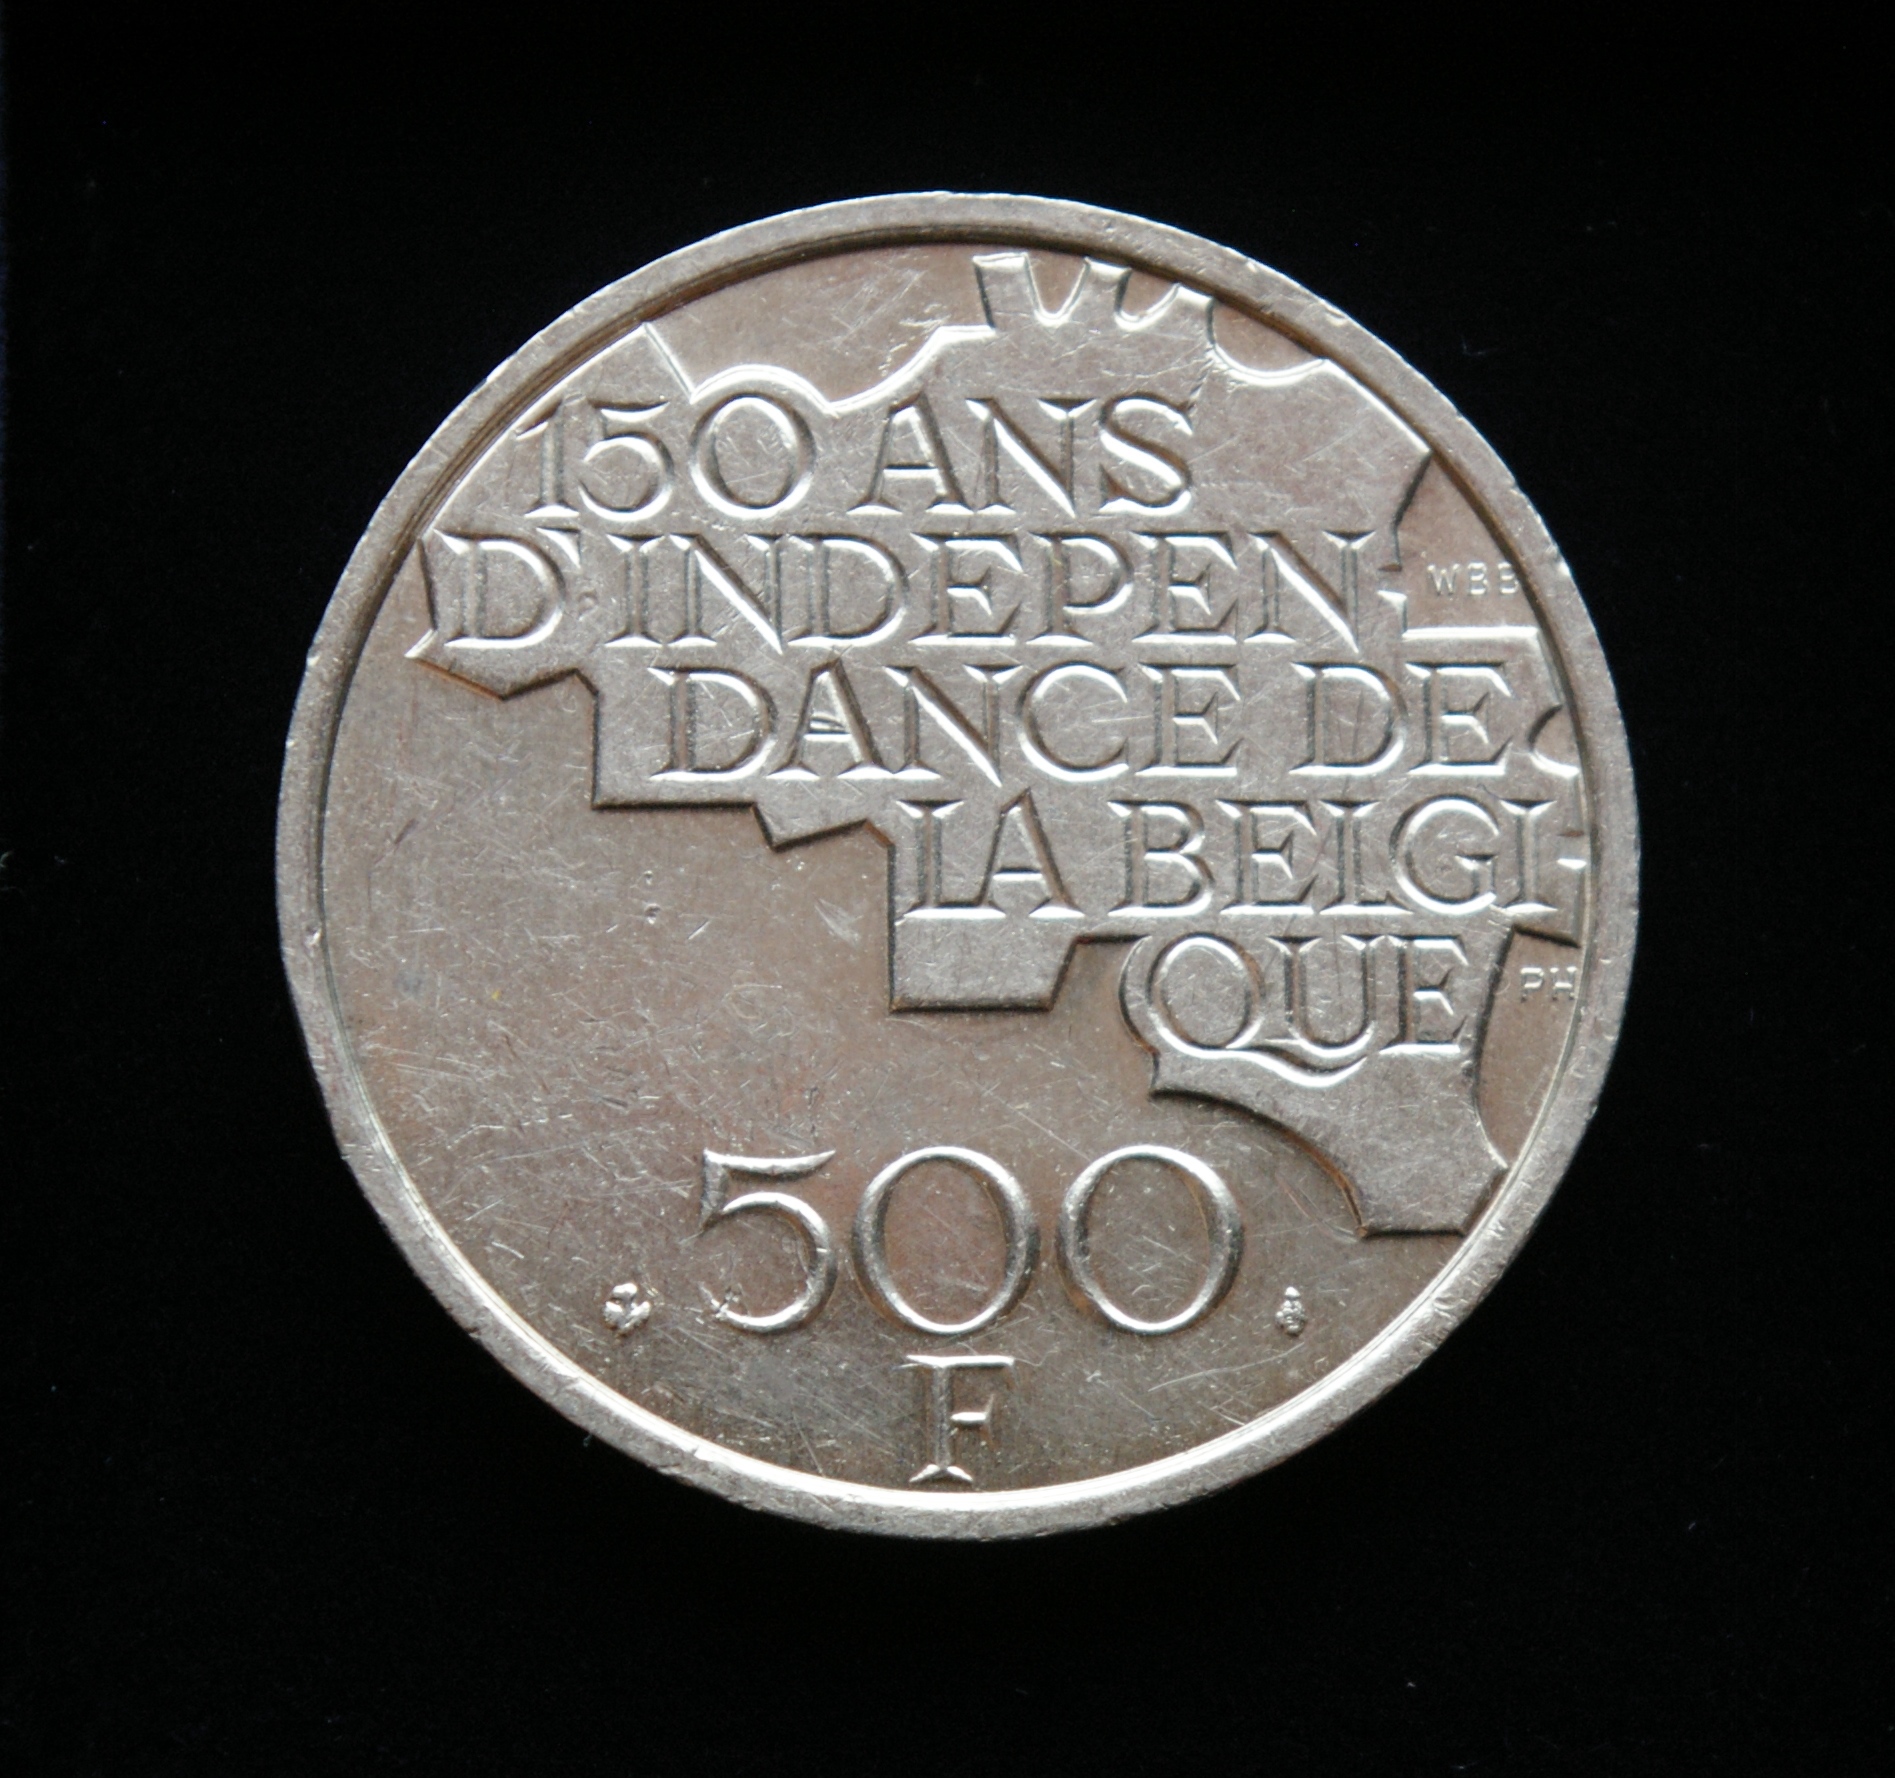 150 ANS
D'INDEPEN
WBB
DANCE DE
LA BELGI
QUE
PH
500
F